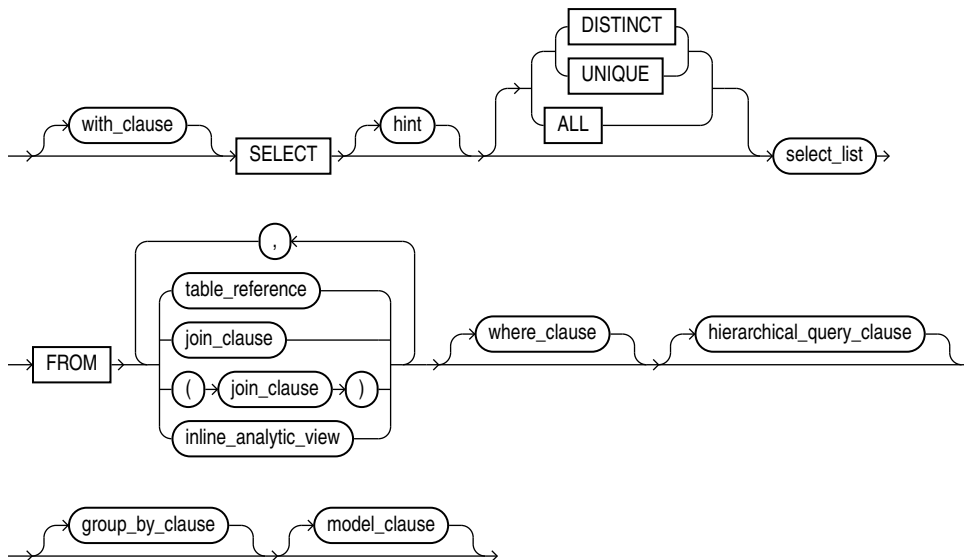 DISTINCT
UNIQUE
ALL
with_clause SELECT hint select_list
,
table_reference
join_clause
FROM ( join_clause )
inline_analytic_view
where_clause hierarchical_query_clause
group_by_clause model_clause